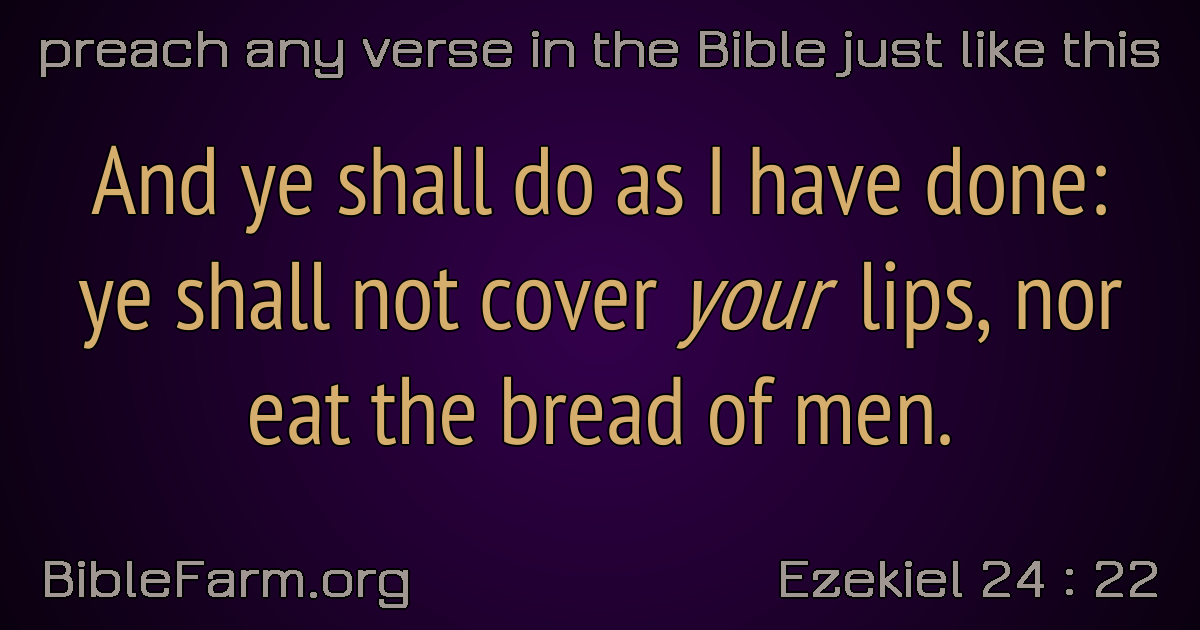 preach any verse in the Bible just like this
And ye shall do as I have done:
ye shall not cover your lips, nor
eat the bread of men.
BibleFarm.org
Ezekiel 24 : 22